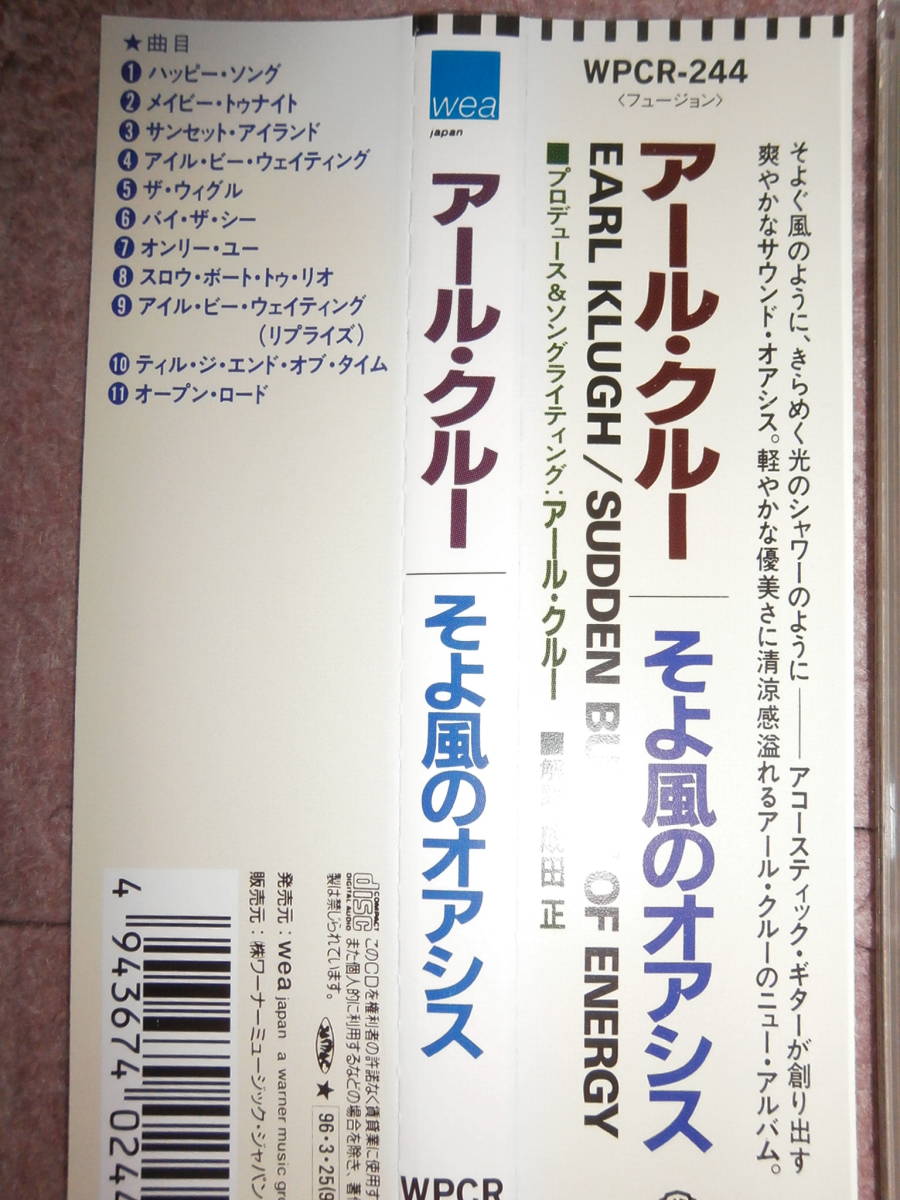 ★ 曲目
❶ ハッピー・ソング
❷ メイビー・トゥナイト
❸ サンセット・アイランド
❹ アイル・ビー・ウェイティング
❺ ザ・ウィグル
❻ バイ・ザ・シー
❼ オンリー・ユー
❽ スロウ・ボート・トゥ・リオ
❾ アイル・ビー・ウェイティング
(リプライズ)
❿ ティル・ジ・エンド・オブ・タイム
⓫ オープン・ロード
wea
japan
アール・クルー
そよ風のオアシス
WPCR
WPCR-244
〈フュージョン〉
そよぐ風のように、きらめく光のシャワーのように――アコースティック・ギターが創り出す
爽やかなサウンド・オアシス。軽やかな優美さに清涼感溢れるアール・クルーのニュー・アルバム。
アール・クルー
そよ風のオアシス
EARL KLUGH/SUDDEN OF ENERGY
■プロデュース&ソングライティング:アール・クルー
■解 田 正
COMPACT
disc
DIGITAL AUDIO
このCDを権利者の許諾なく賃貸業に使用す
また個人的に利用するなどの場合を除き、著
製は禁じられています。
★ 96・3・25(9
発売元:wea japan a warner music gro
販売元:㈱ワーナーミュージック・ジャパン
4 943674 024